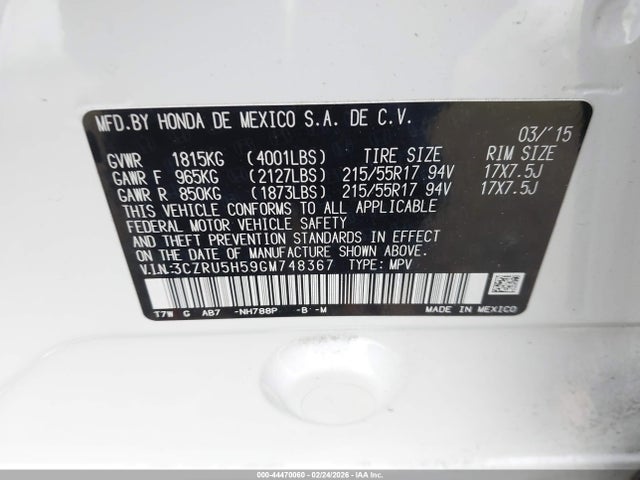 MFD.BY HONDA DE MEXICO S.A. DE C.V.
03/'15
GVWR 1815KG (4001LBS) TIRE SIZE RIM SIZE
GAWR F 965KG (2127LBS) 215/55R17 94V 17X7.5J
GAWR R 850KG (1873LBS) 215/55R17 94V 17X7.5J
THIS VEHICLE CONFORMS TO ALL APPLICABLE
FEDERAL MOTOR VEHICLE SAFETY
AND THEFT PREVENTION STANDARDS IN EFFECT
ON THE DATE OF MANUFACTURE SHOWN ABOVE.
V.I.N:3CZRU5H59GM748367 TYPE: MPV
T7W G AB7 -NH788P -B -M MADE IN MEXICO
000-44470060 - 02/24/2026 - IAA Inc.